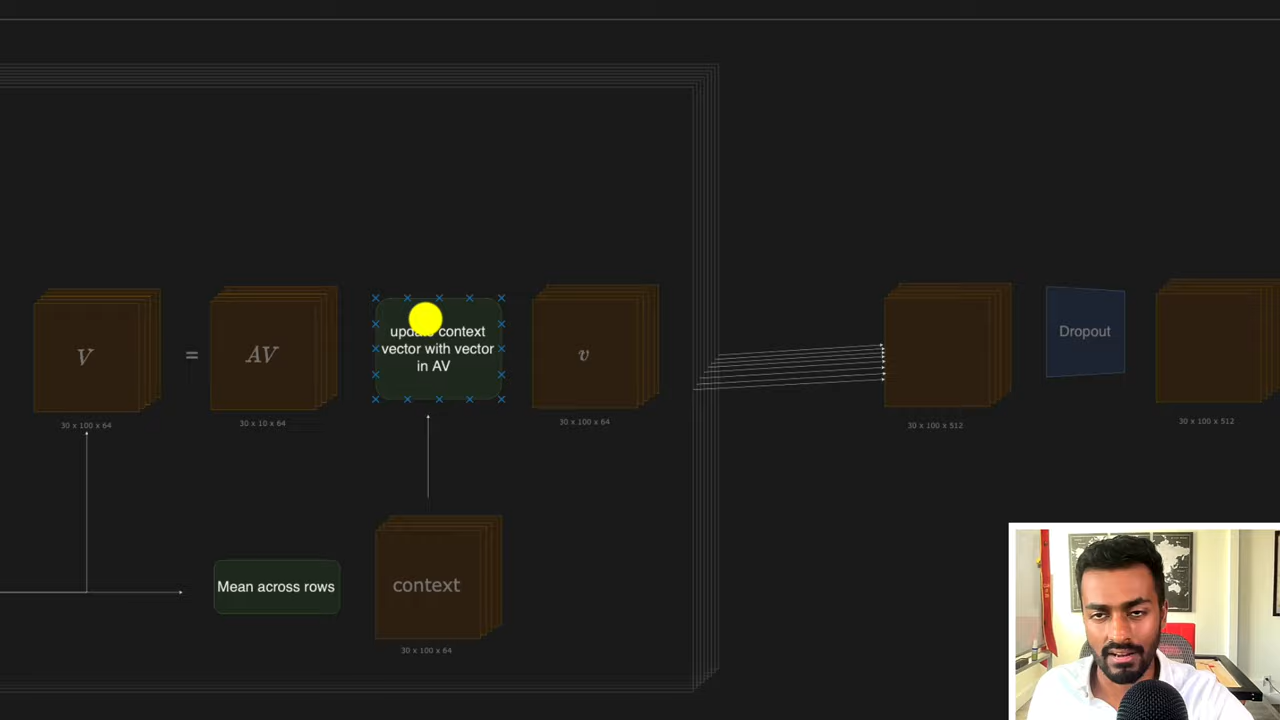 V
=
AV
update context
vector with vector
in AV
v
Dropout
30 x 100 x 64
30 x 10 x 64
30 x 100 x 64
30 x 100 x 512
30 x 100 x 512
Mean across rows
context
30 x 100 x 64